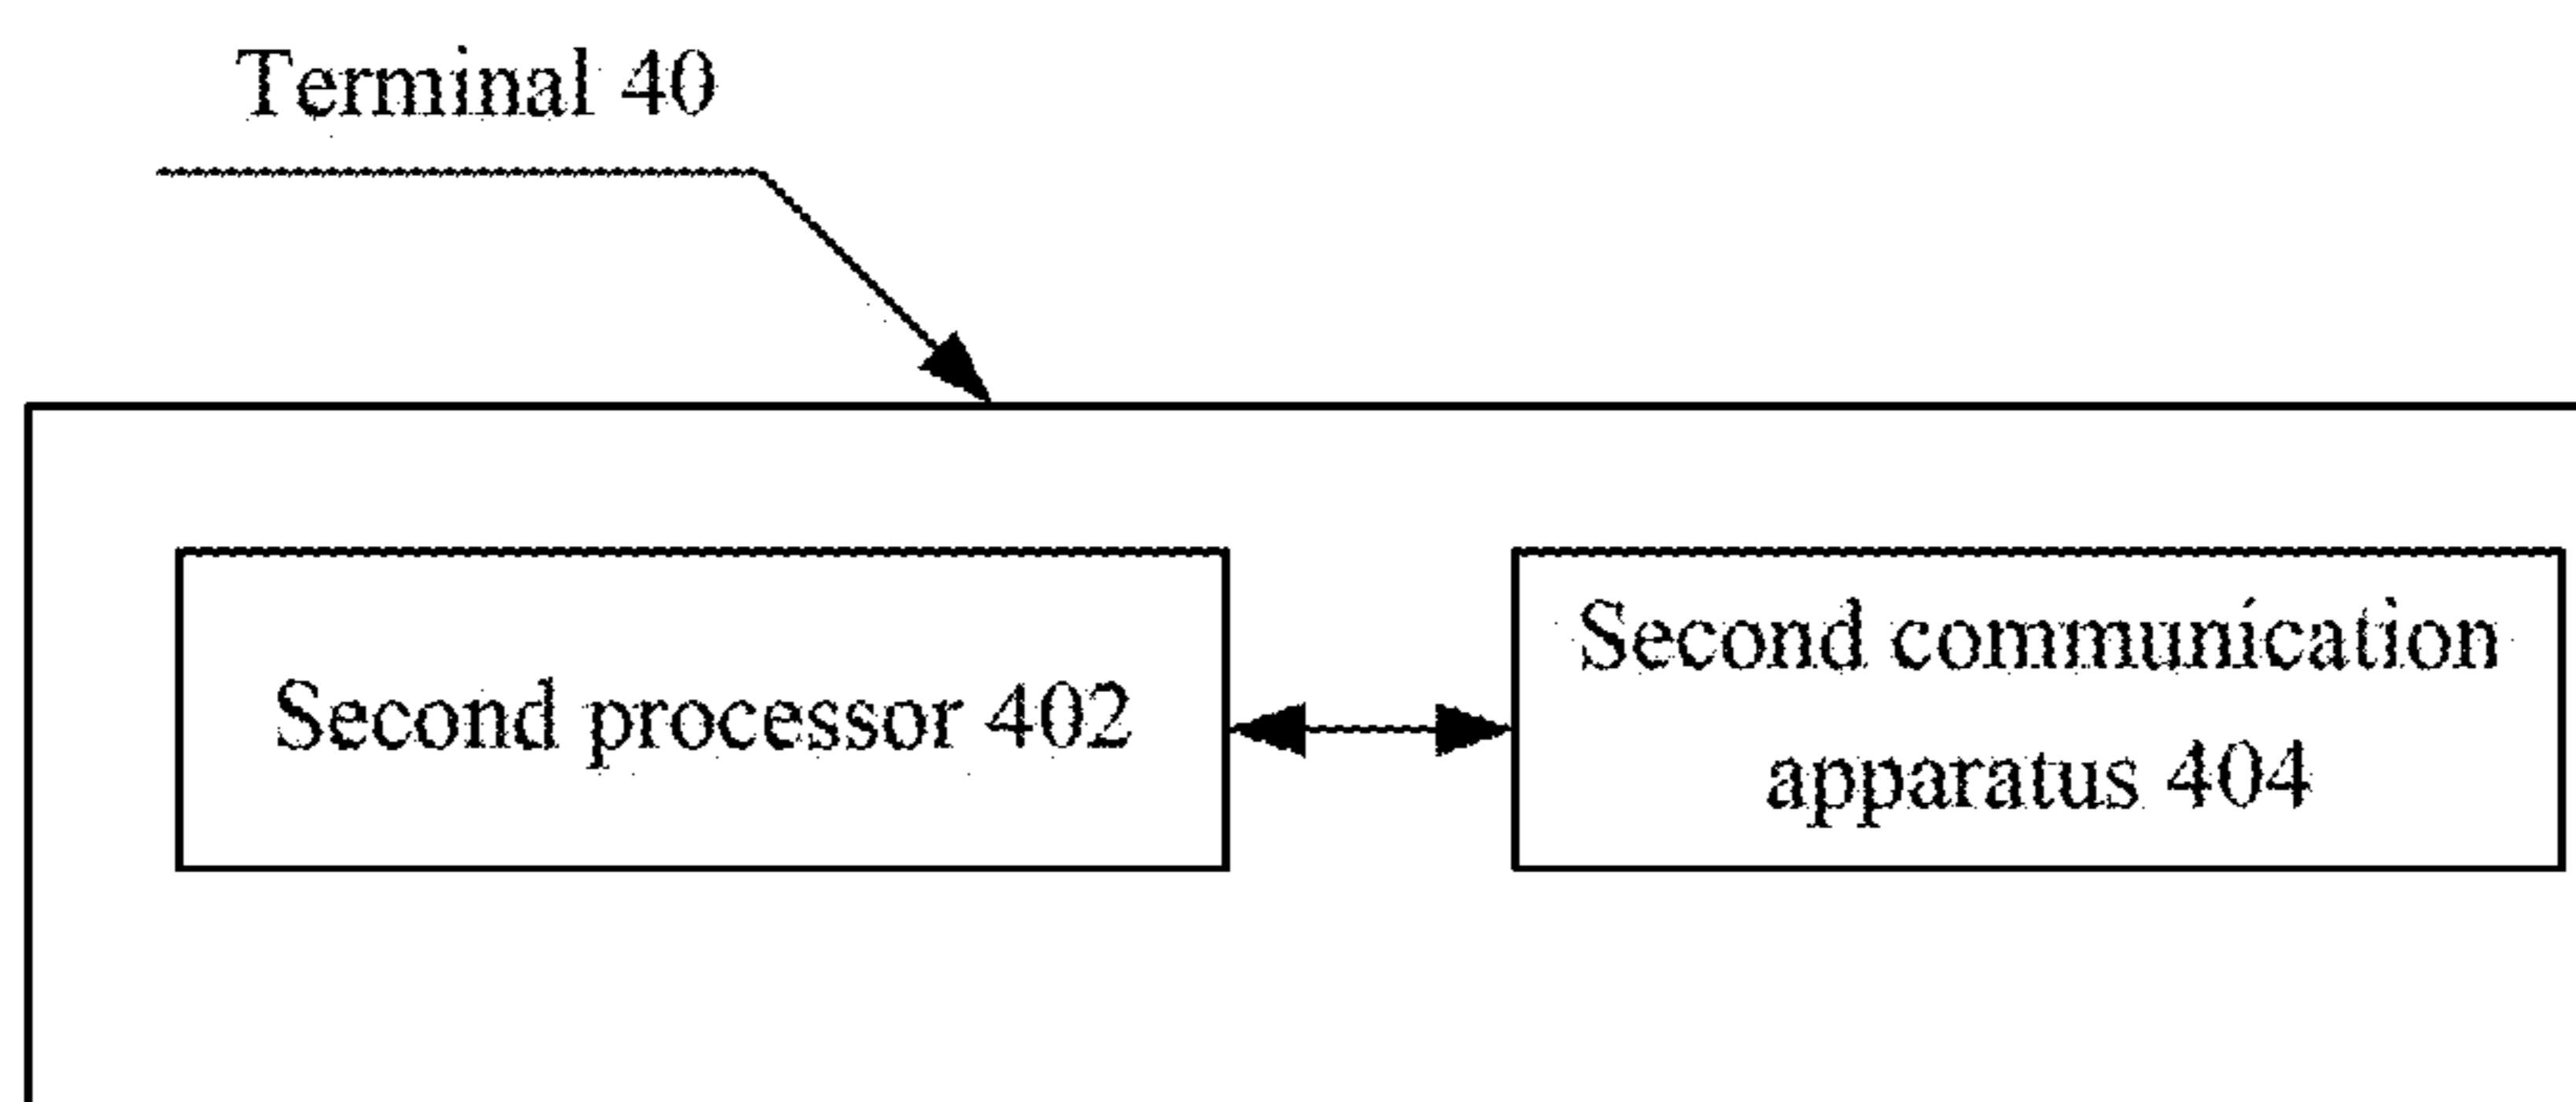 Terminal 40
Second processor 402
Second communication
apparatus 404